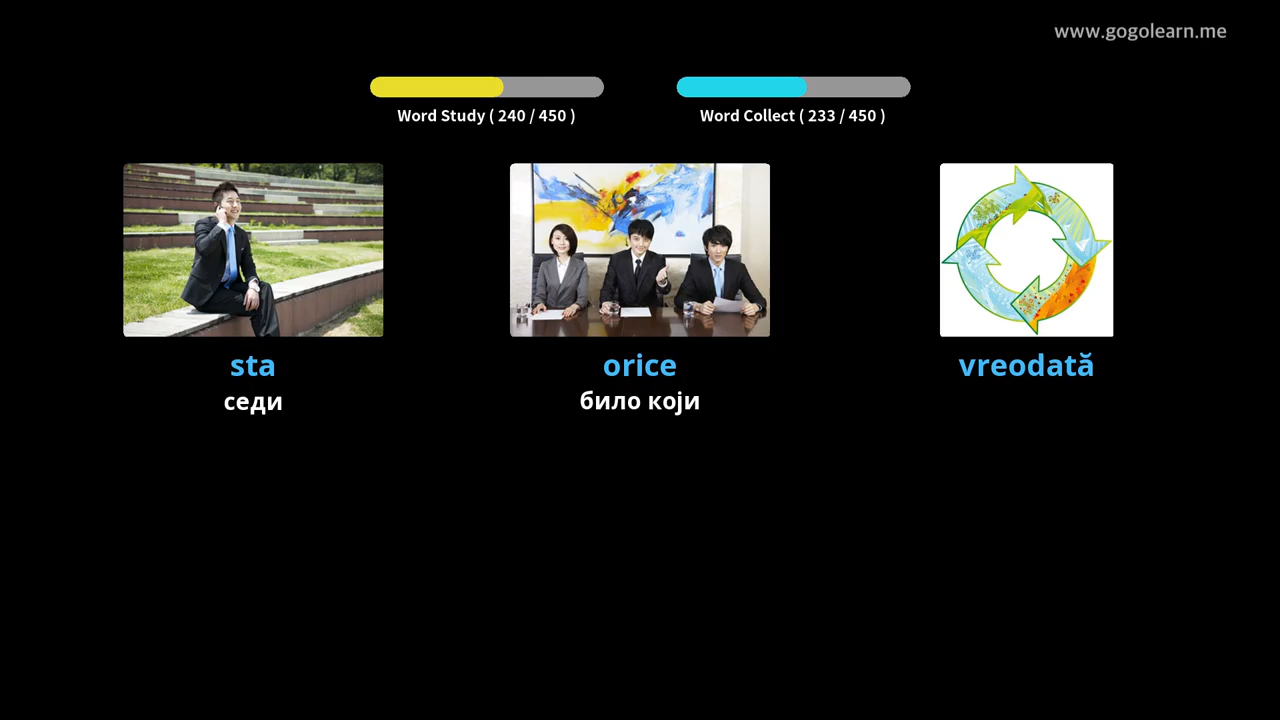 www.gogolearn.me
Word Study ( 240 / 450 )
Word Collect ( 233 / 450 )
sta
orice
vreodată
седи
било који